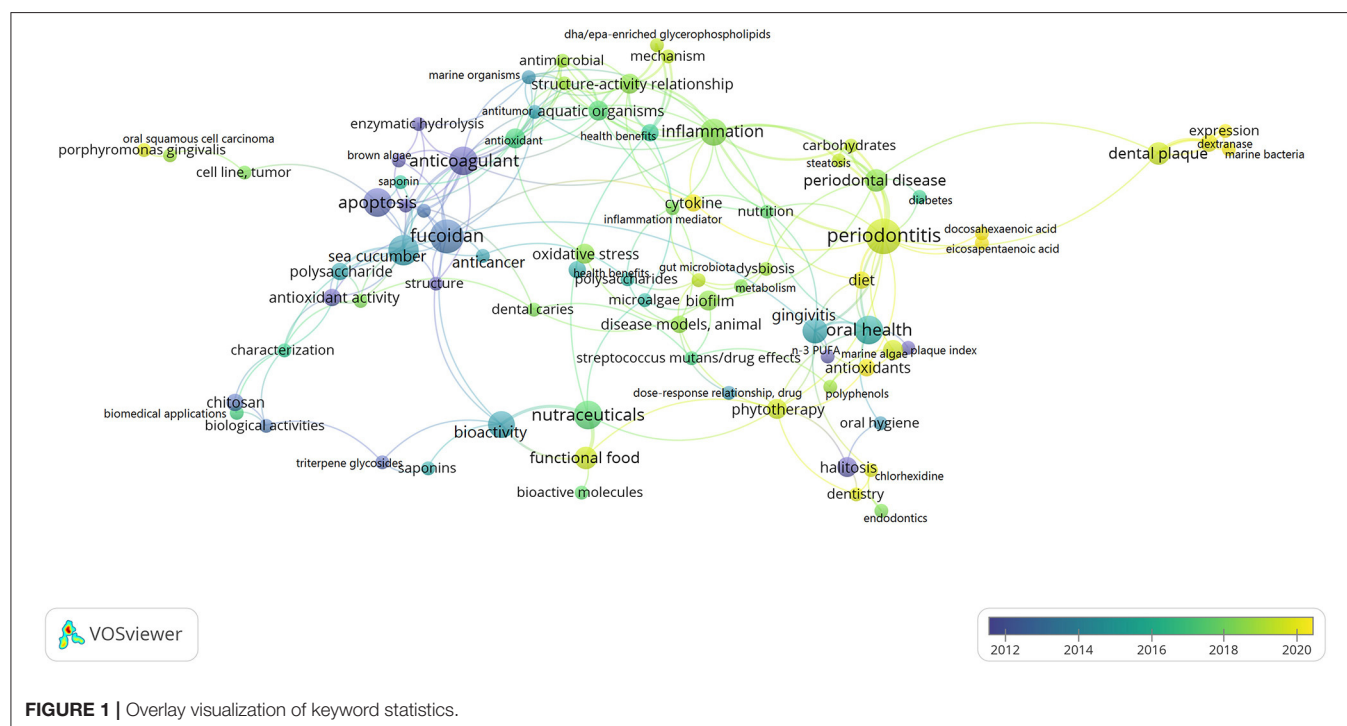 dha/epa-enriched glycerophospholipids
mechanism
antimicrobial
marine organisms
structure-activity relationship
antitumor
aquatic organisms
enzymatic hydrolysis
health benefits
inflammation
antioxidant
oral squamous cell carcinoma
porphyromonas gingivalis
cell line, tumor
brown algae
anticoagulant
saponin
apoptosis
carbohydrates
steatosis
periodontal disease
diabetes
expression
dextranase
marine bacteria
dental plaque
cytokine
inflammation mediator
nutrition
fucoidan
periodontitis
docosahaenoic acid
eicosapentaenoic acid
sea cucumber
anticancer
oxidative stress
polysaccharide
health benefits
polysaccharides
gut microbiota
dysbiosis
metabolism
diet
structure
antioxidant activity
microalgae
biofilm
dental caries
disease models, animal
gingivitis
oral health
characterization
streptococcus mutans/drug effects
n-3 PUFA
marine algae
plaque index
antioxidants
chitosan
biomedical applications
biological activities
dose-response relationship, drug
phytotherapy
polyphenols
nutraceuticals
bioactivity
oral hygiene
triterpene glycosides
saponins
functional food
halitosis
chlorhexidine
bioactive molecules
dentistry
endodontics
VOSviewer
2012 2014 2016 2018 2020
FIGURE 1 | Overlay visualization of keyword statistics.